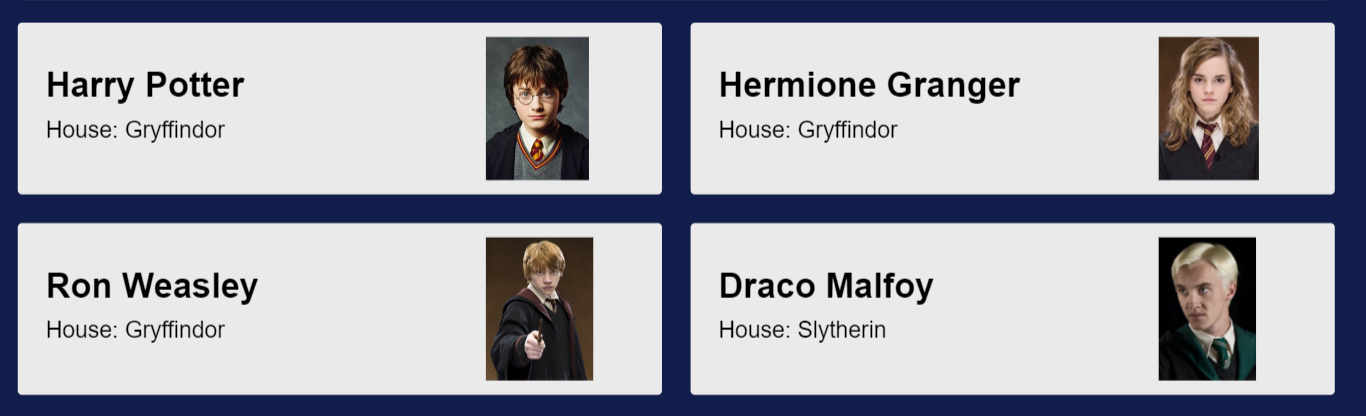 Harry Potter
House: Gryffindor
Hermione Granger
House: Gryffindor
Ron Weasley
House: Gryffindor
Draco Malfoy
House: Slytherin